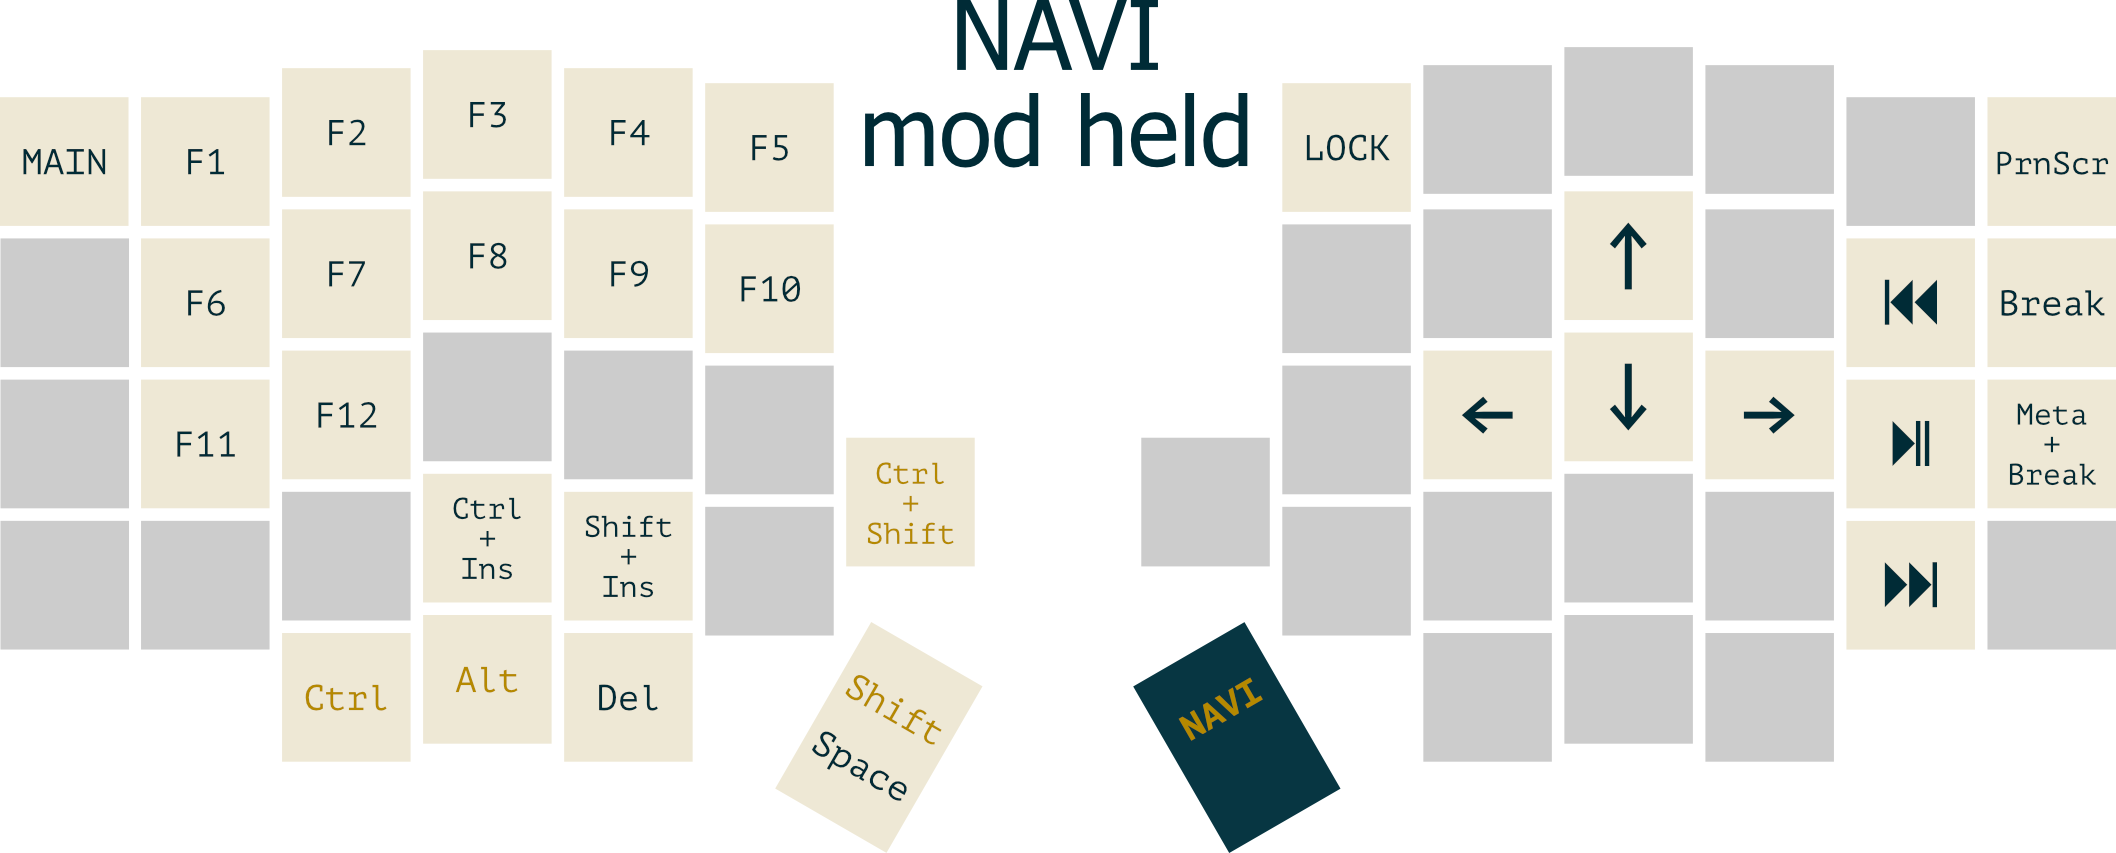 NAVI
mod held
MAIN
F1
F2
F3
F4
F5
LOCK
PrnScr
F6
F7
F8
F9
F10
↑
Break
F11
F12
←
↓
→
Meta
+
Break
Ctrl
+
Ins
Shift
+
Ins
Ctrl
+
Shift
Ctrl
Alt
Del
Shift
Space
NAVI